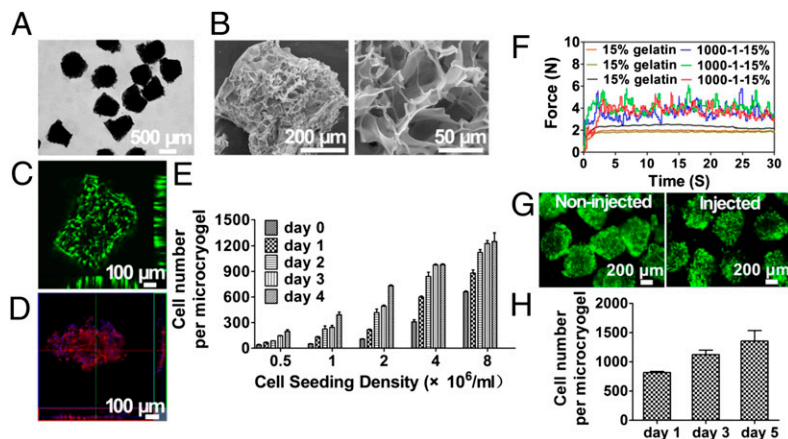 A
500 µm
B
200 µm
50 µm
F
Force (N)
10
8
6
4
2
0
15% gelatin
1000-1-15%
15% gelatin
1000-1-15%
15% gelatin
1000-1-15%
0 5 10 15 20 25 30
Time (S)
C
100 µm
D
100 µm
E
Cell number
per microcryogel
1500
1200
900
600
300
0
day 0
day 1
day 2
day 3
day 4
0.5 1 2 4 8
Cell Seeding Density (× 10⁶/ml)
G
Non-injected
200 µm
Injected
200 µm
H
Cell number
per microcryogel
2000
1500
1000
500
0
day 1 day 3 day 5